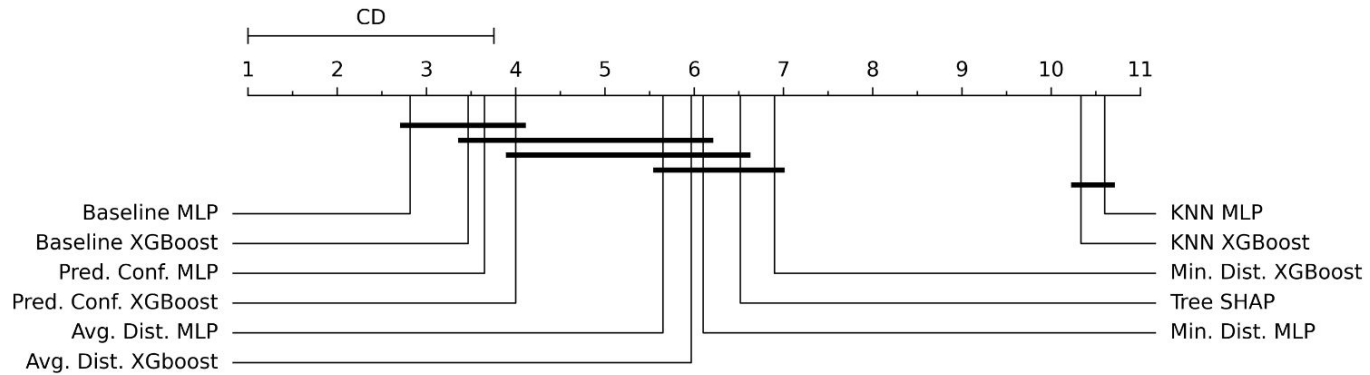 CD
1 2 3 4 5 6 7 8 9 10 11
Baseline MLP
Baseline XGBoost
Pred. Conf. MLP
Pred. Conf. XGBoost
Avg. Dist. MLP
Avg. Dist. XGboost
KNN MLP
KNN XGBoost
Min. Dist. XGBoost
Tree SHAP
Min. Dist. MLP